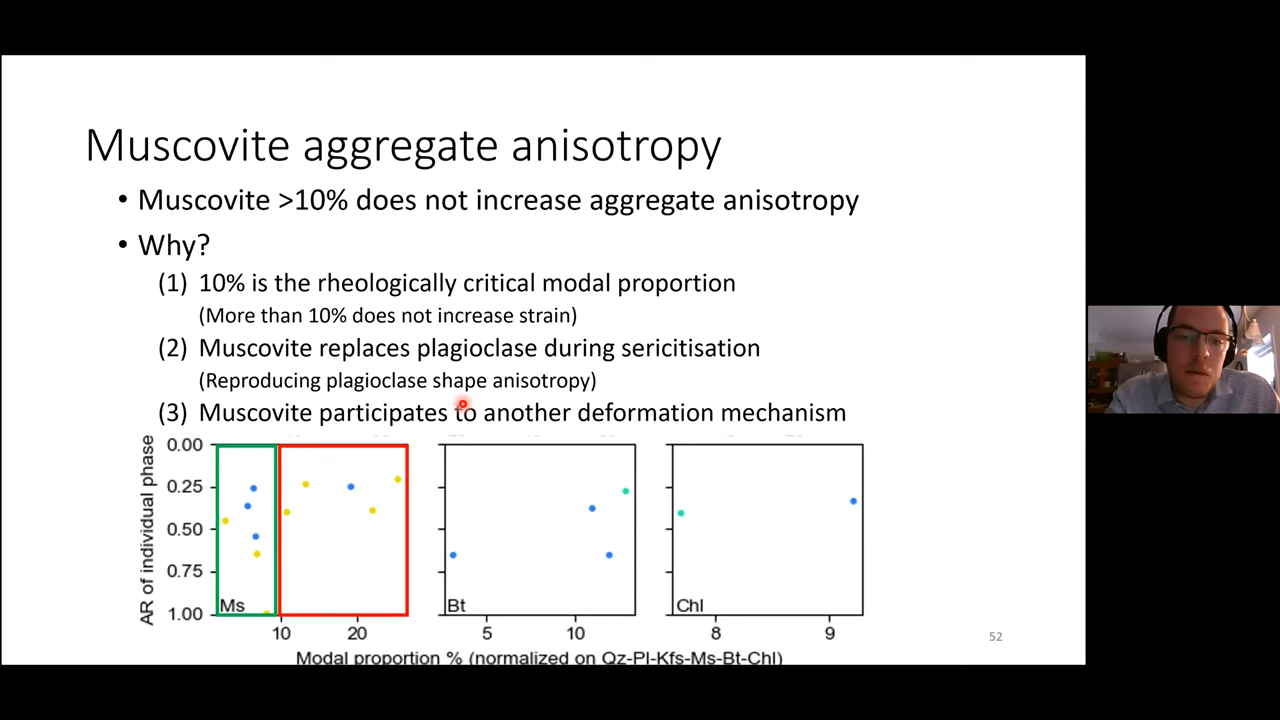 Muscovite aggregate anisotropy
• Muscovite >10% does not increase aggregate anisotropy
• Why?
(1) 10% is the rheologically critical modal proportion
(More than 10% does not increase strain)
(2) Muscovite replaces plagioclase during sericitisation
(Reproducing plagioclase shape anisotropy)
(3) Muscovite participates to another deformation mechanism
AR of individual phase
0.00
0.25
0.50
0.75
1.00
Ms
Bt
Chl
10 20
5 10
8 9
Modal proportion % (normalized on Qz-Pl-Kfs-Ms-Bt-Chl)
52